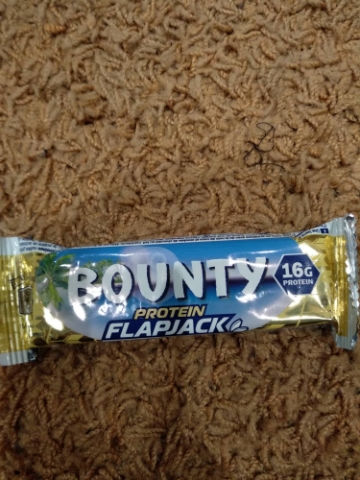 BOUNTY
16G
PROTEIN
PROTEIN
FLAPJACK